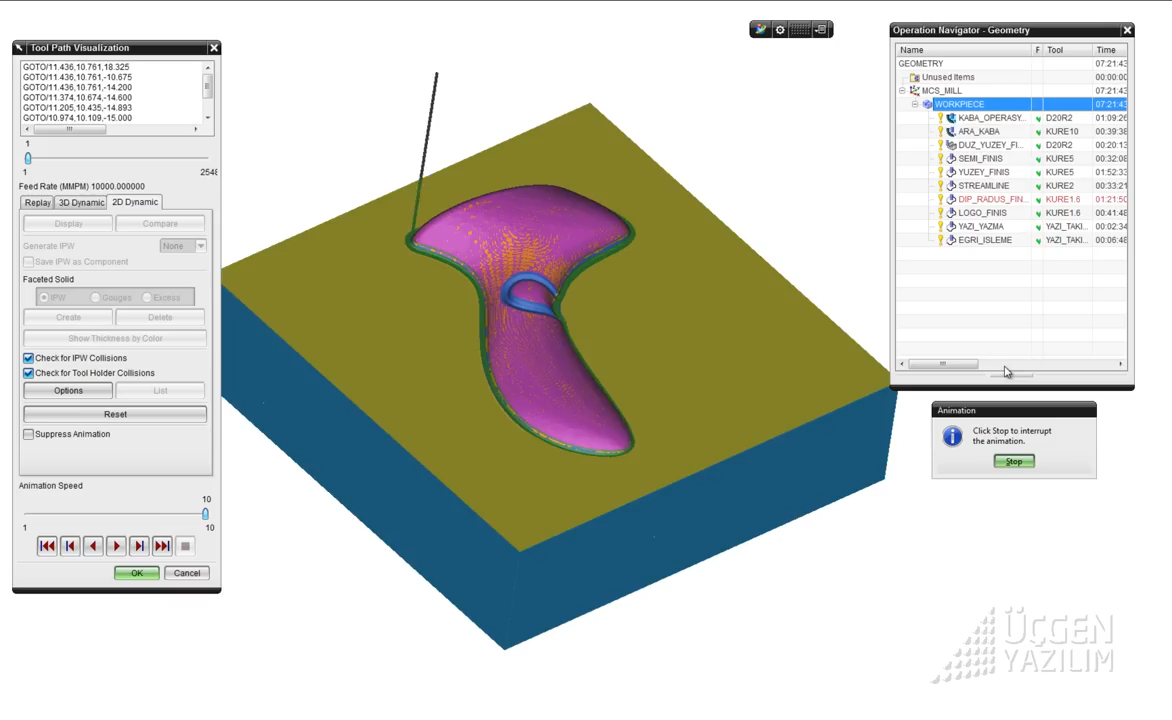 Tool Path Visualization
GOTO/11.436,10.761,18.325
GOTO/11.436,10.761,-10.675
GOTO/11.436,10.761,-14.200
GOTO/11.374,10.674,-14.600
GOTO/11.205,10.435,-14.893
GOTO/10.974,10.109,-15.000
1
1 2548
Feed Rate (MMPM) 10000.000000
Replay 3D Dynamic 2D Dynamic
Display Compare
Generate IPW None
Save IPW as Component
Faceted Solid
IPW Gouges Excess
Create Delete
Show Thickness by Color
Check for IPW Collisions
Check for Tool Holder Collisions
Options List
Reset
Suppress Animation
Animation Speed
10
1 10
OK Cancel
Operation Navigator - Geometry
Name F Tool Time
GEOMETRY 07:21:43
Unused Items 00:00:00
MCS_MILL 07:21:43
WORKPIECE 07:21:43
KABA_OPERASY... D20R2 01:09:26
ARA_KABA KURE10 00:39:38
DUZ_YUZEY_FI... D20R2 00:20:13
SEMI_FINIS KURE5 00:32:08
YUZEY_FINIS KURE5 01:52:33
STREAMLINE KURE2 00:33:21
DIP_RADUS_FIN... KURE1.6 01:21:50
LOGO_FINIS KURE1.6 00:41:48
YAZI_YAZMA YAZI_TAKI... 00:02:34
EGRI_ISLEME YAZI_TAKI... 00:06:48
Animation
Click Stop to interrupt
the animation.
Stop
ÜÇGEN
YAZILIM